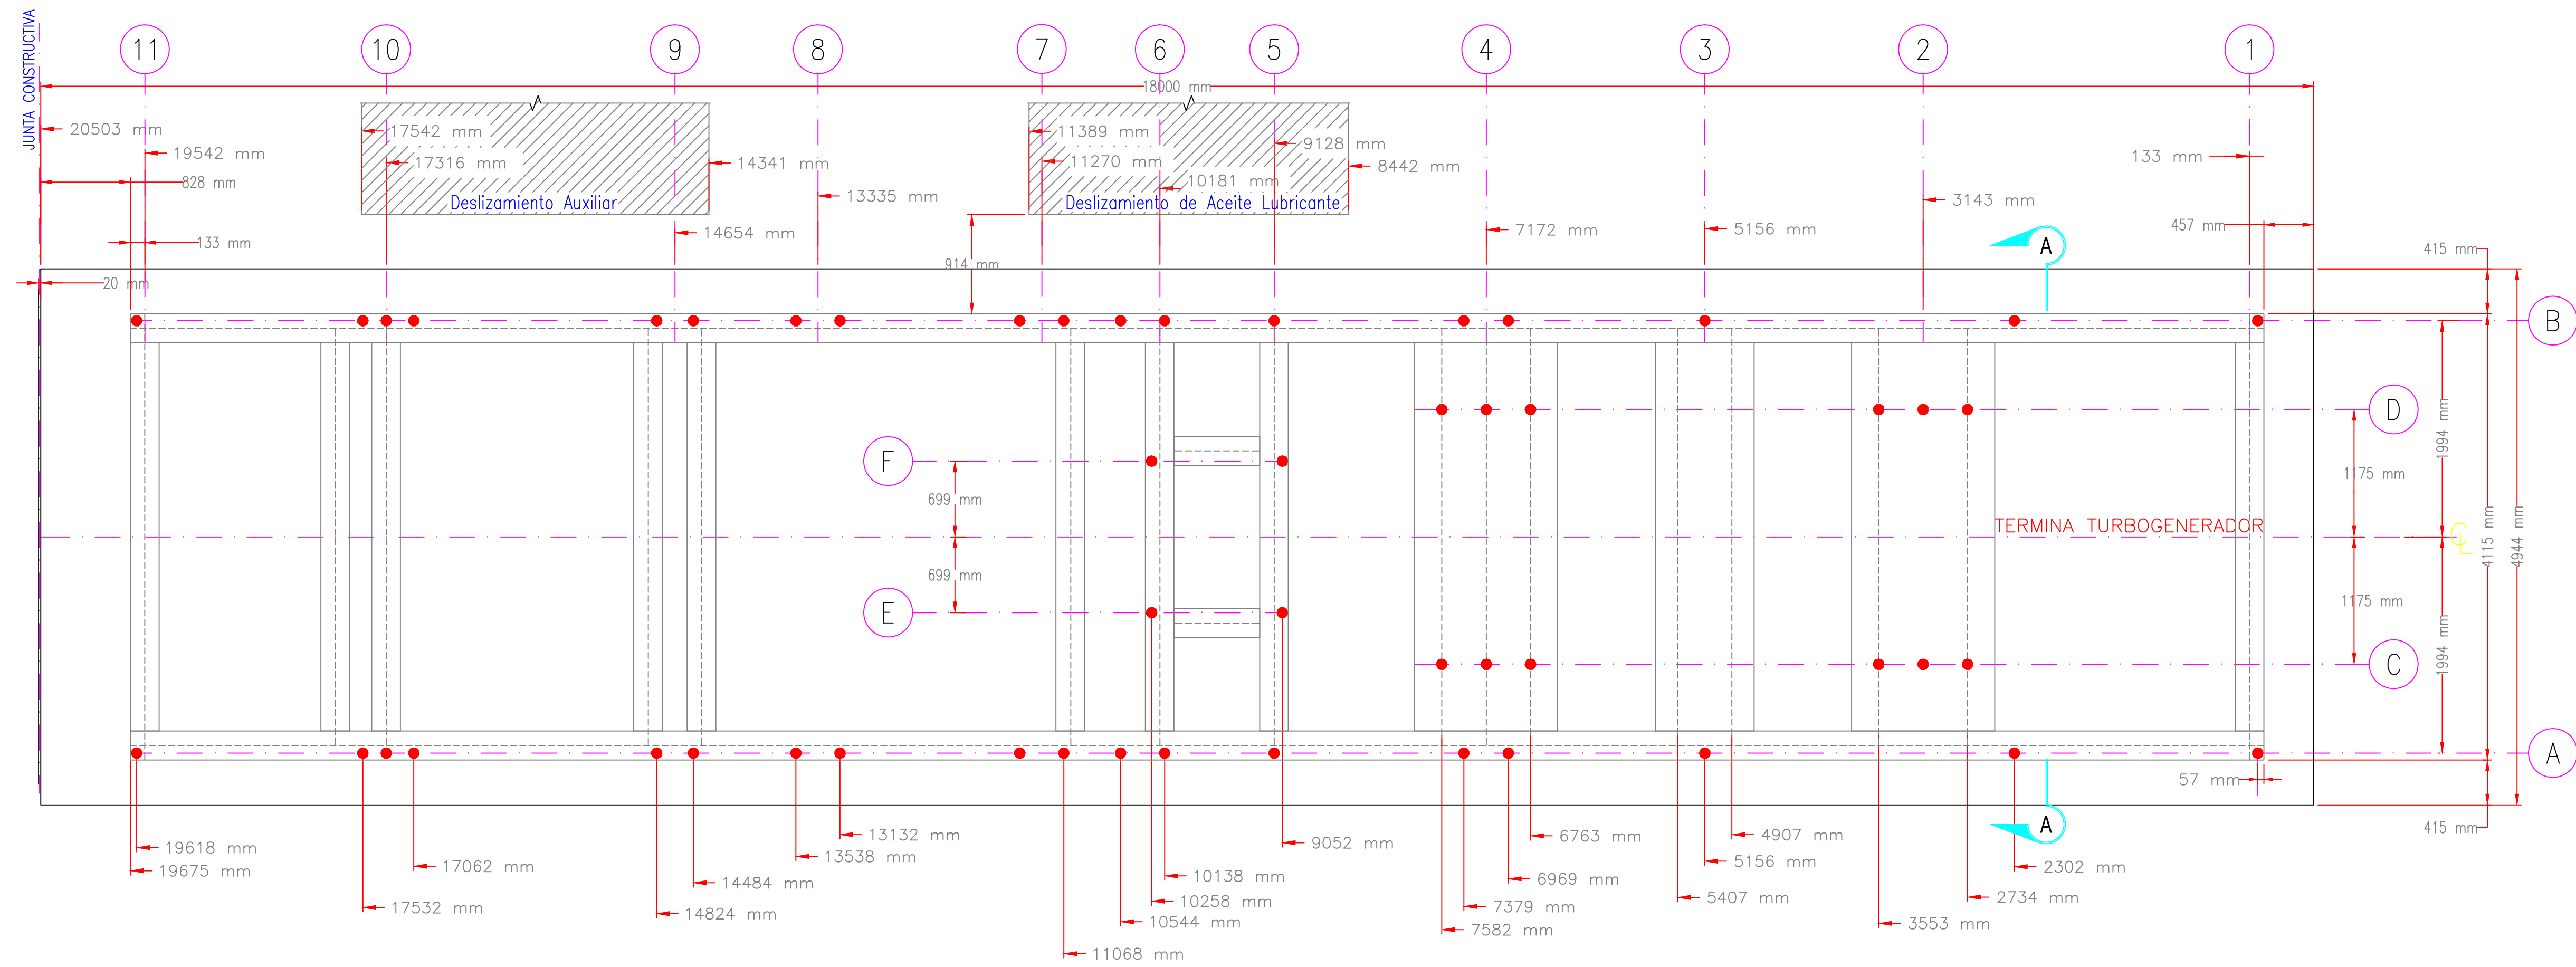 JUNTA CONSTRUCTIVA
11
10
9
8
7
6
5
4
3
2
1
18000 mm
20503 mm
17542 mm
11389 mm
9128 mm
19542 mm
17316 mm
14341 mm
11270 mm
8442 mm
133 mm
828 mm
10181 mm
13335 mm
3143 mm
Deslizamiento Auxiliar
Deslizamiento de Aceite Lubricante
133 mm
14654 mm
7172 mm
5156 mm
457 mm
A
415 mm
914 mm
20 mm
B
D
1994 mm
F
1175 mm
699 mm
TERMINA TURBOGENERADOR
CL
4115 mm
4944 mm
699 mm
E
1175 mm
1994 mm
C
A
57 mm
A
415 mm
13132 mm
6763 mm
4907 mm
9052 mm
19618 mm
13538 mm
5156 mm
19675 mm
17062 mm
2302 mm
14484 mm
10138 mm
6969 mm
10258 mm
5407 mm
2734 mm
17532 mm
7379 mm
14824 mm
10544 mm
7582 mm
3553 mm
11068 mm